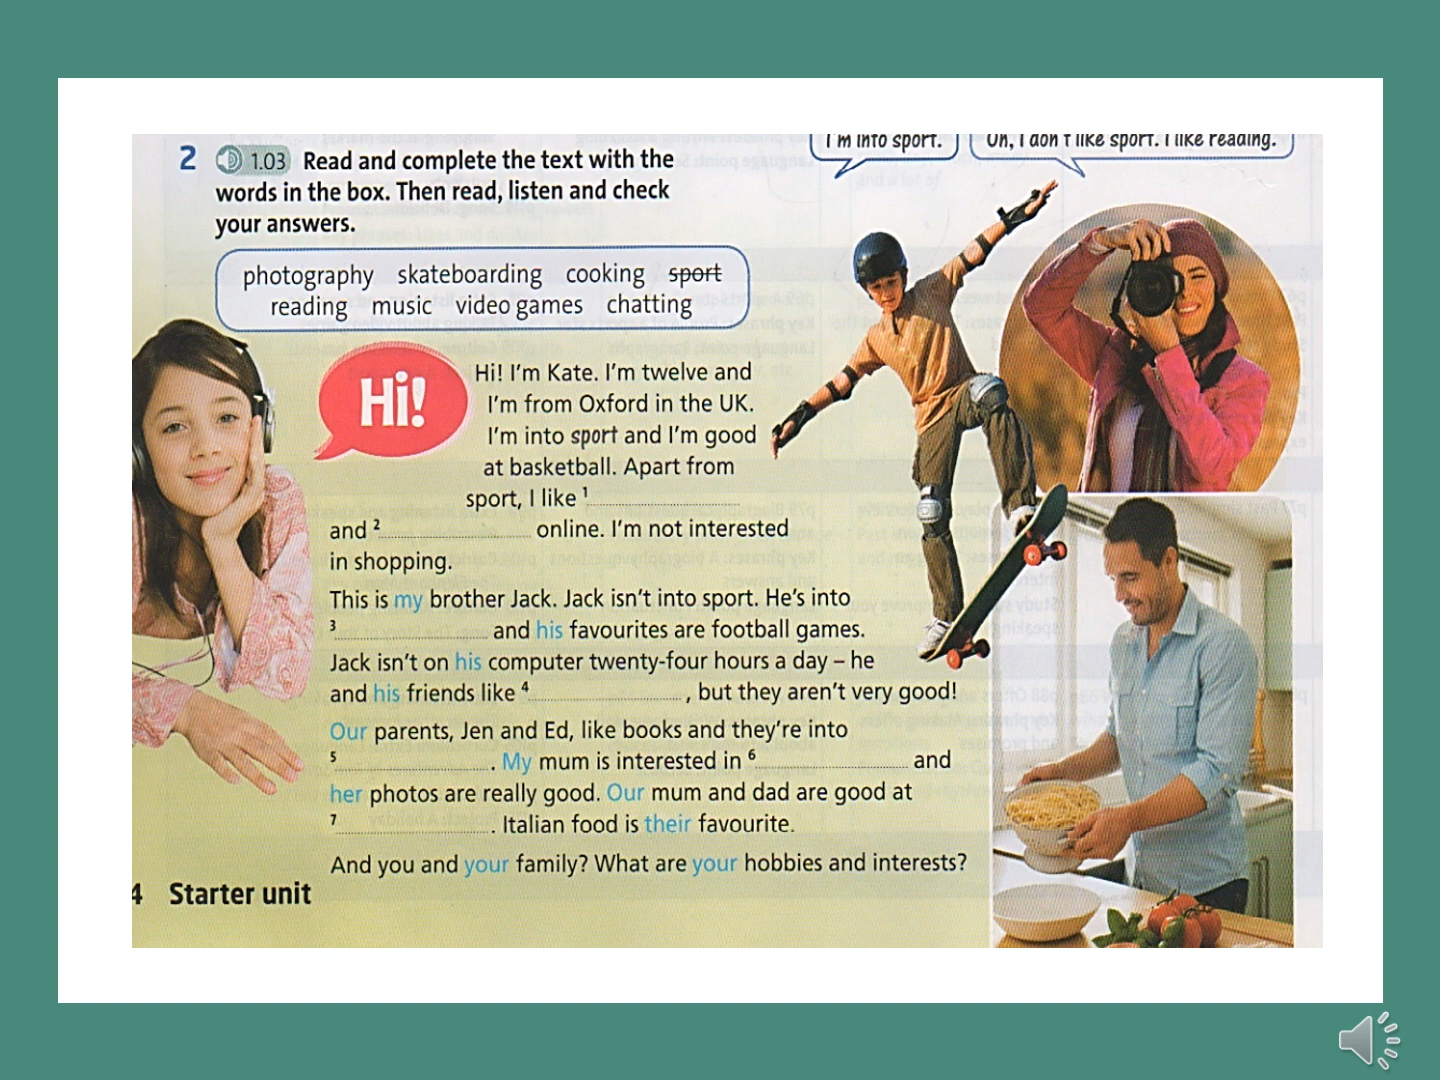 I'm into sport.
Uh, I don't like sport. I like reading.
2 1.03 Read and complete the text with the
words in the box. Then read, listen and check
your answers.
photography skateboarding cooking sport
reading music video games chatting
Hi!
Hi! I'm Kate. I'm twelve and
I'm from Oxford in the UK.
I'm into sport and I'm good
at basketball. Apart from
sport, I like 1
and 2 online. I'm not interested
in shopping.
This is my brother Jack. Jack isn't into sport. He's into
3 and his favourites are football games.
Jack isn't on his computer twenty-four hours a day – he
and his friends like 4 , but they aren't very good!
Our parents, Jen and Ed, like books and they're into
5 . My mum is interested in 6 and
her photos are really good. Our mum and dad are good at
7 . Italian food is their favourite.
And you and your family? What are your hobbies and interests?
4 Starter unit